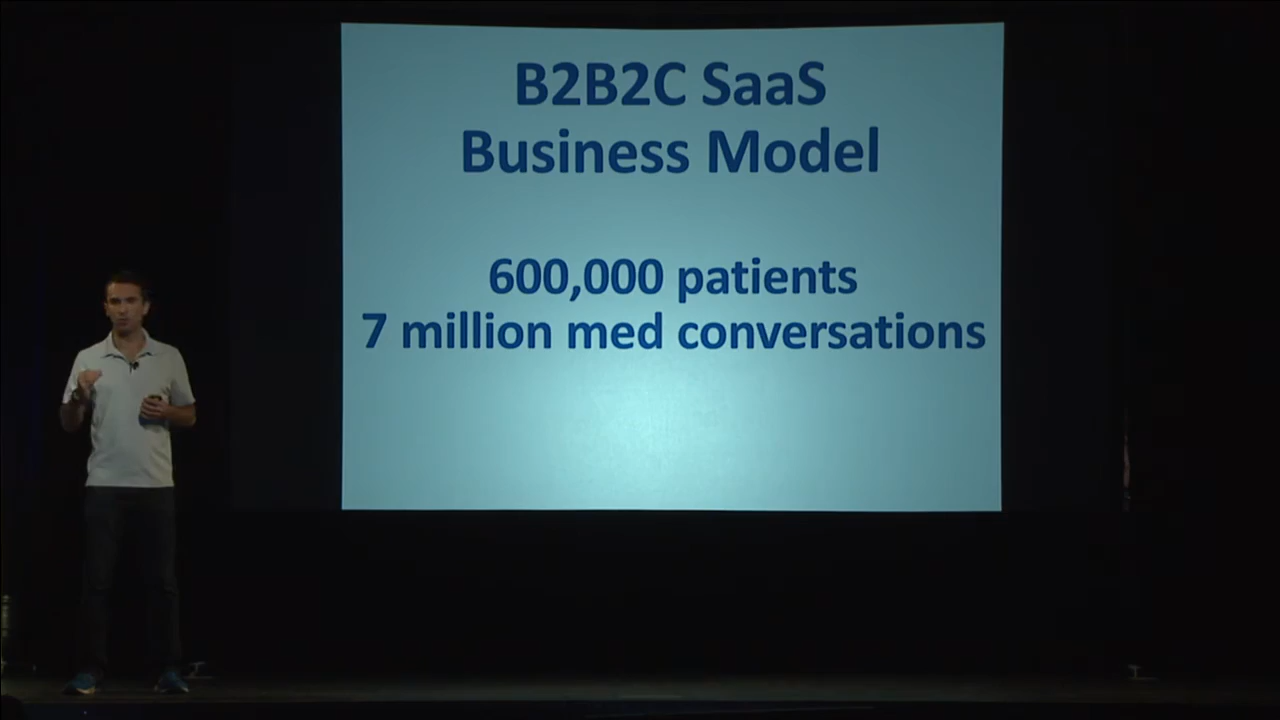 B2B2C SaaS
Business Model
600,000 patients
7 million med conversations